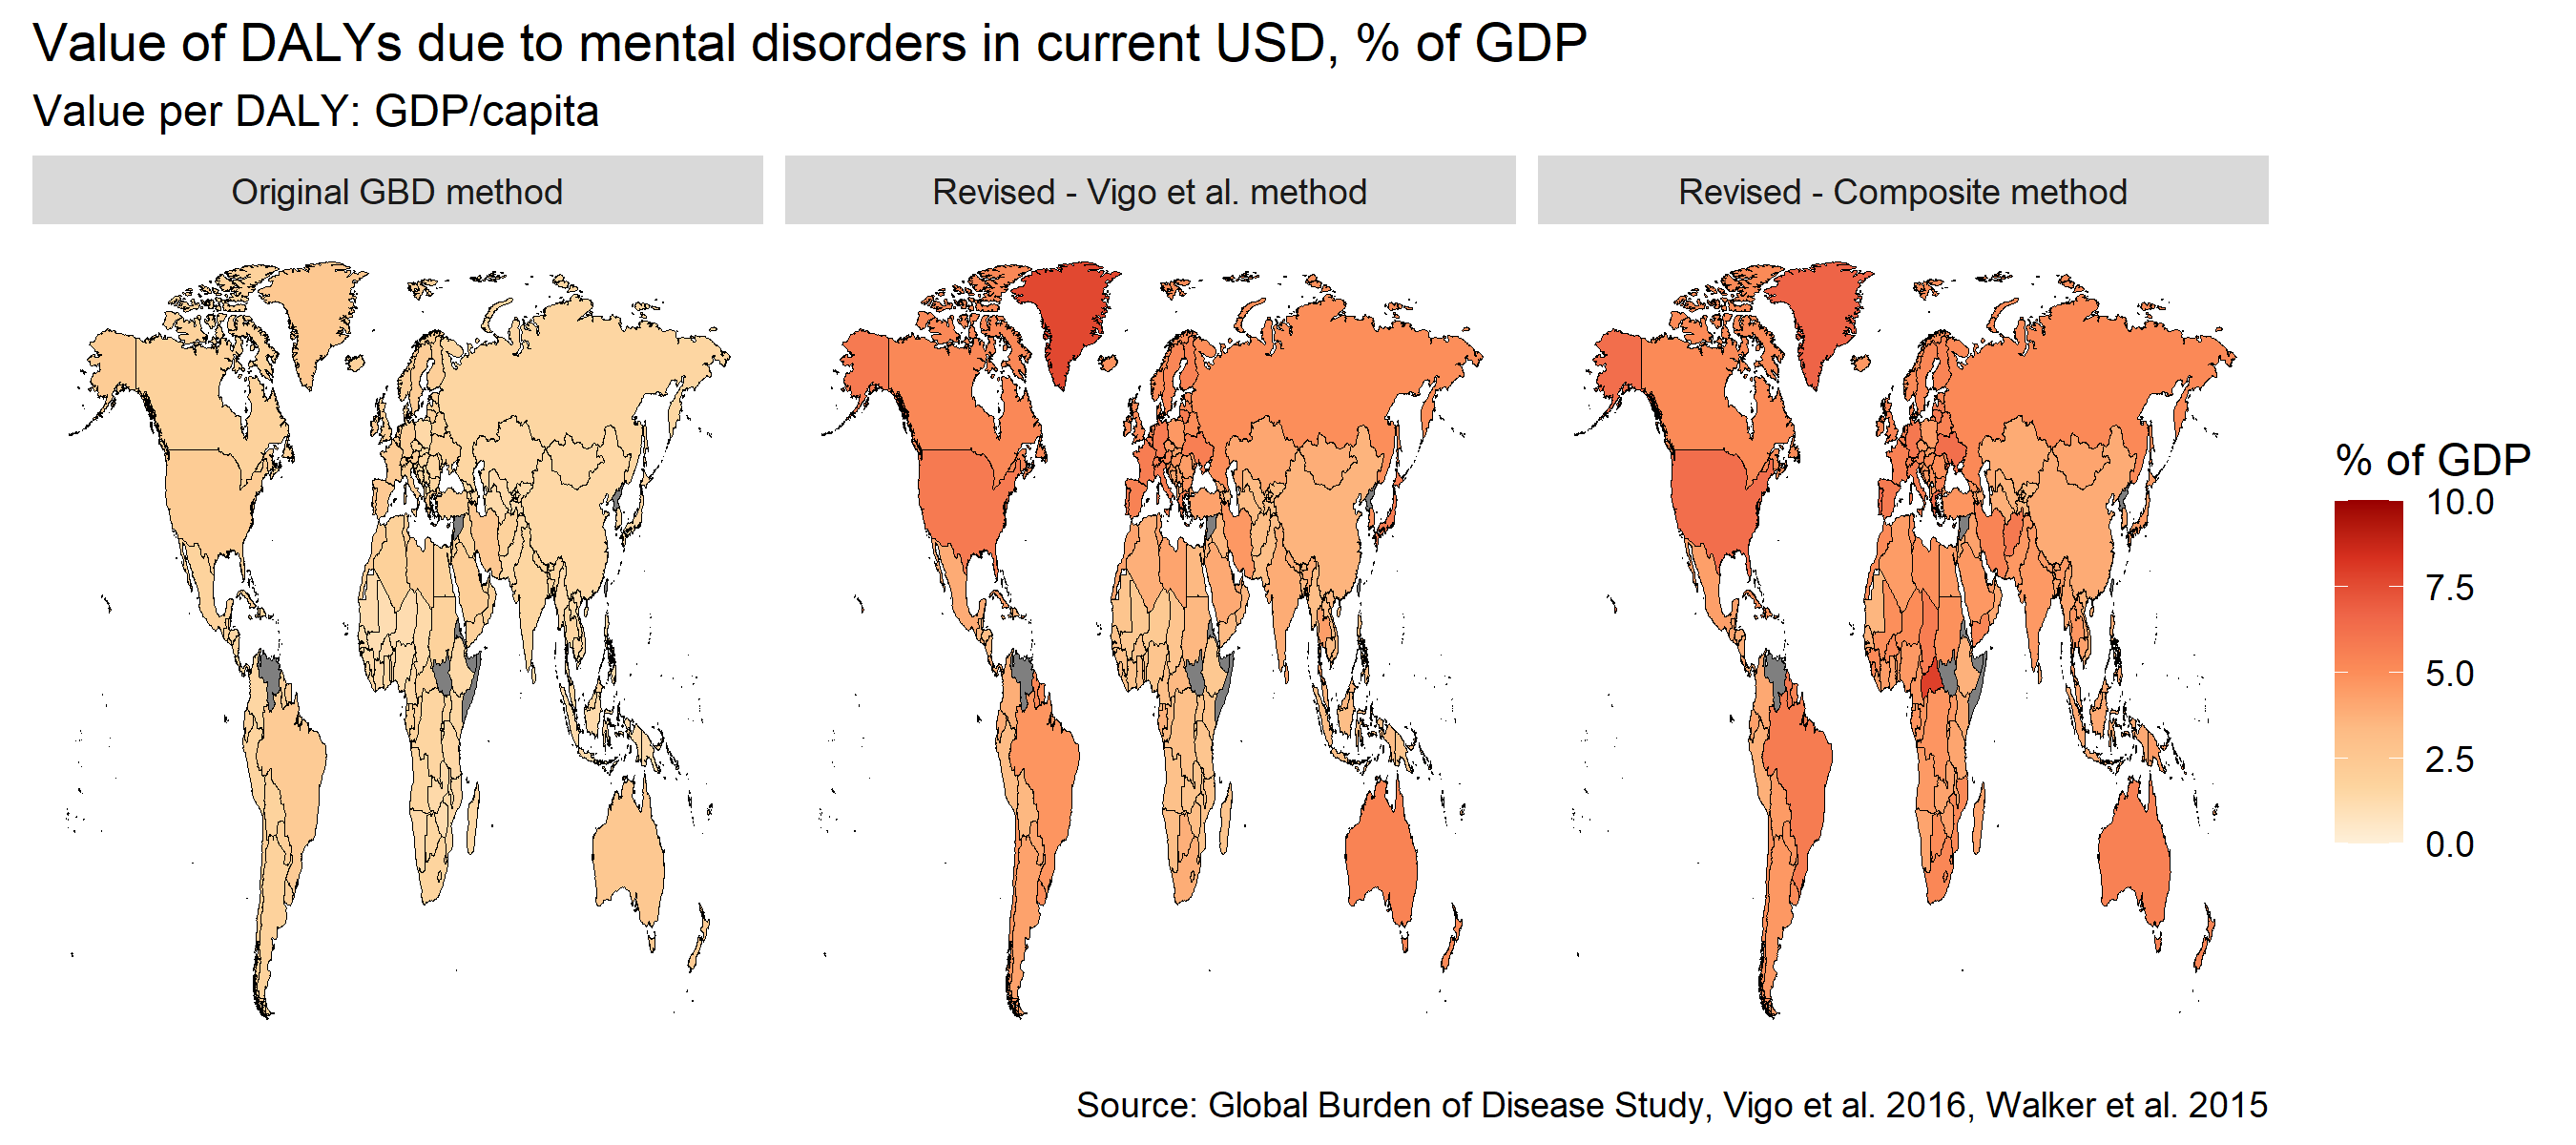 Value of DALYs due to mental disorders in current USD, % of GDP
Value per DALY: GDP/capita
Original GBD method
Revised - Vigo et al. method
Revised - Composite method
% of GDP
10.0
7.5
5.0
2.5
0.0
Source: Global Burden of Disease Study, Vigo et al. 2016, Walker et al. 2015